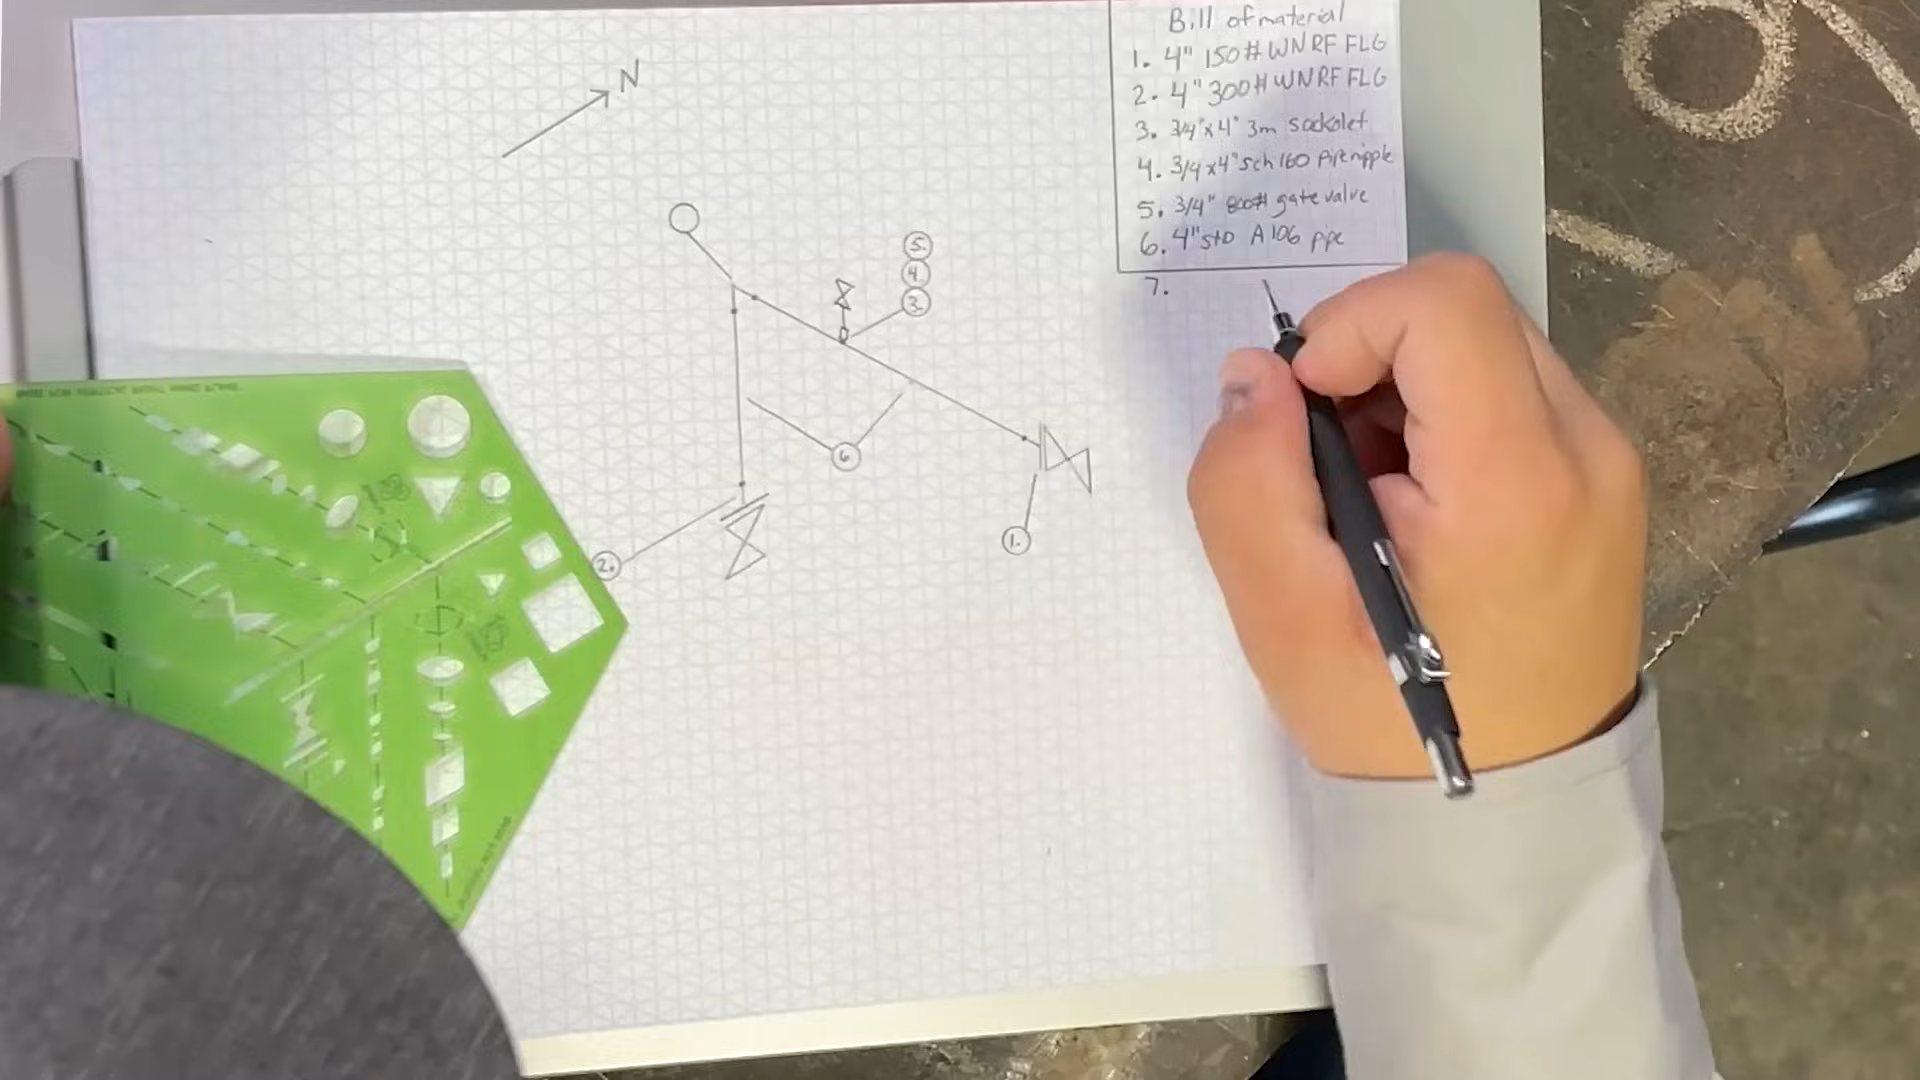 Bill of material
1. 4" 150# WNRF FLG
2. 4" 300# WNRF FLG
3. 3/4"x4" 3m sockolet
4. 3/4x4" sch 160 Pipe nipple
5. 3/4" 800# gate valve
6. 4" STD A106 pipe
7.
N
5.
4.
3.
6
1.
2.